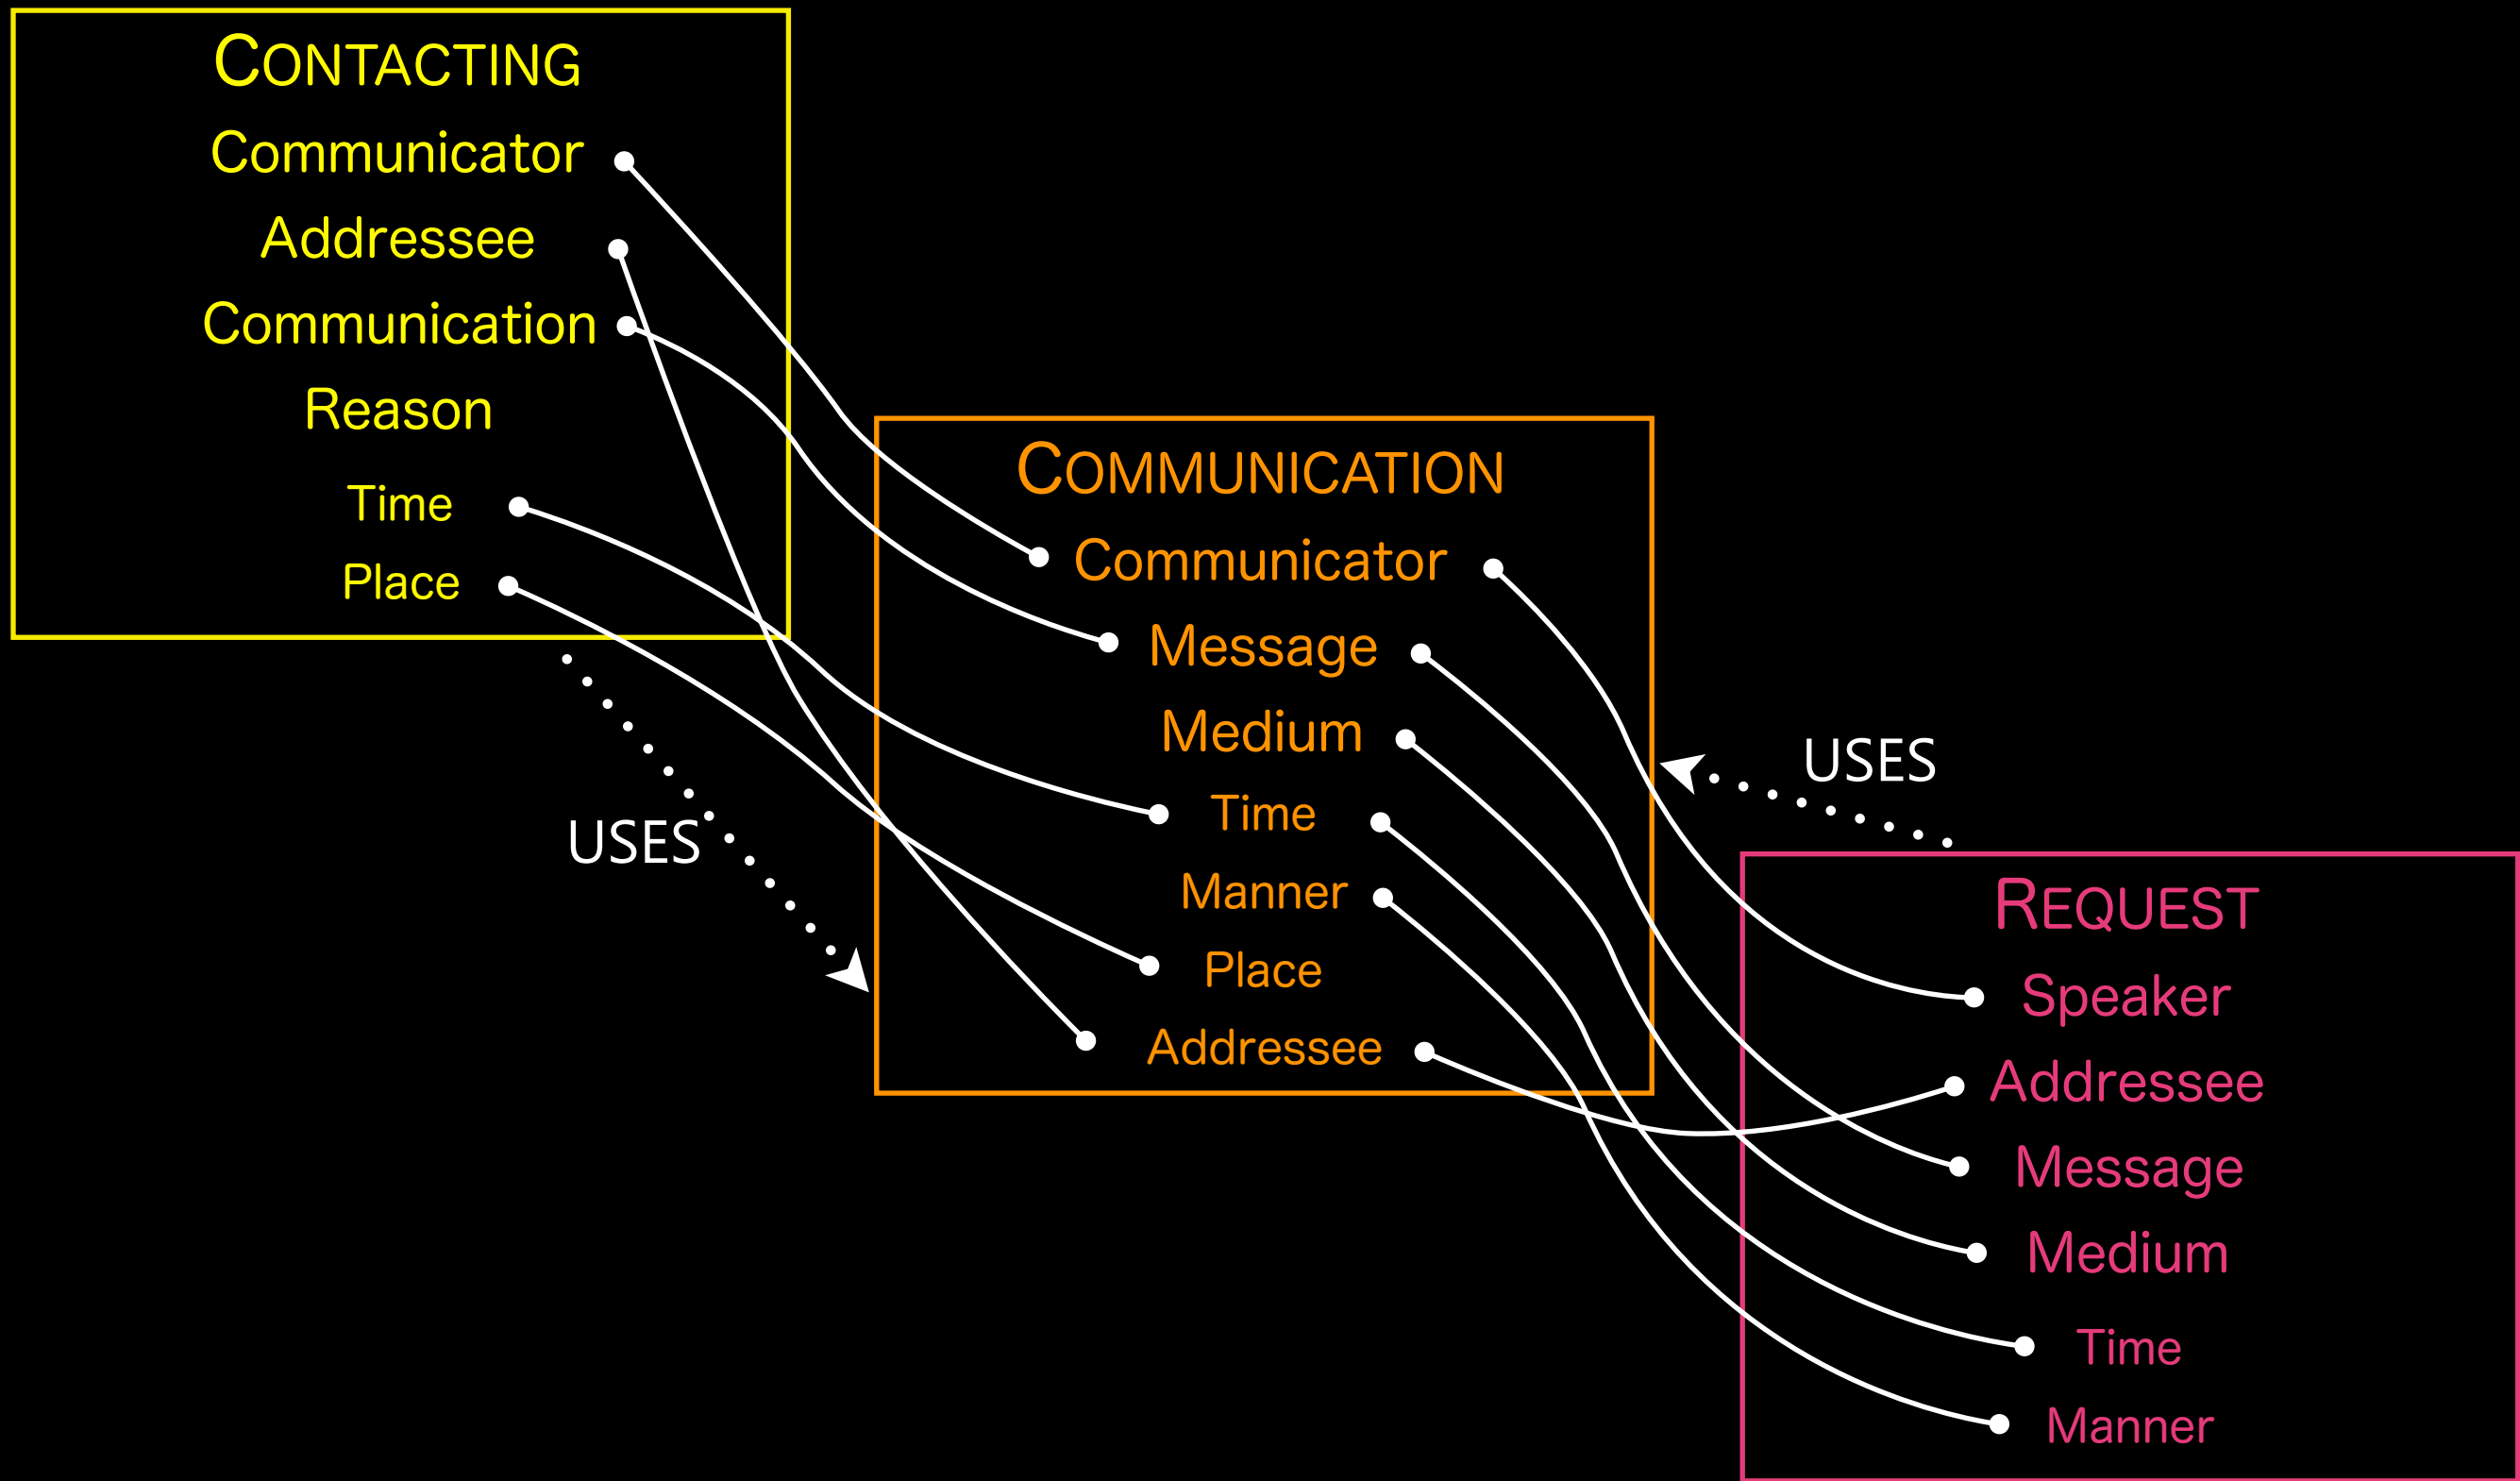 CONTACTING
Communicator
Addressee
Communication
Reason
Time
Place
USES
COMMUNICATION
Communicator
Message
Medium
Time
Manner
Place
Addressee
USES
REQUEST
Speaker
Addressee
Message
Medium
Time
Manner